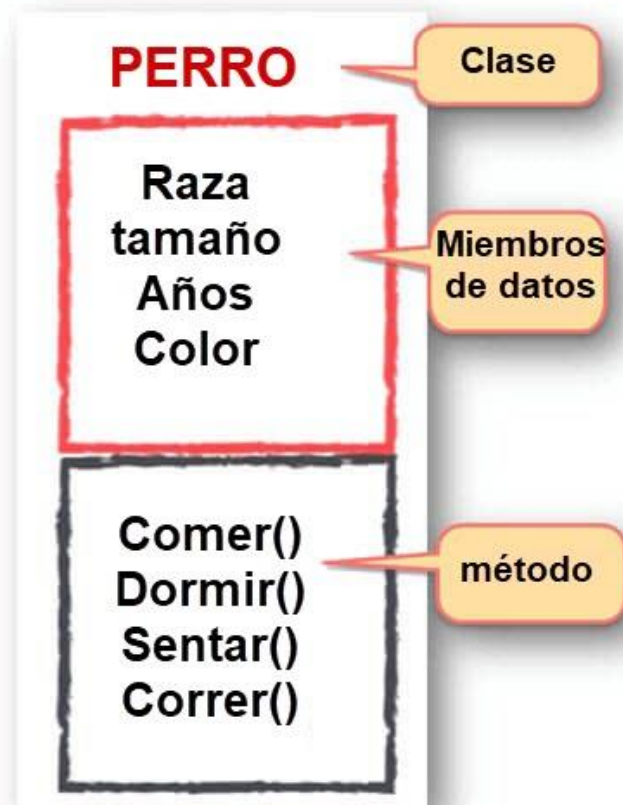 PERRO
Clase
Raza
tamaño
Años
Color
Miembros
de datos
Comer()
Dormir()
Sentar()
Correr()
método